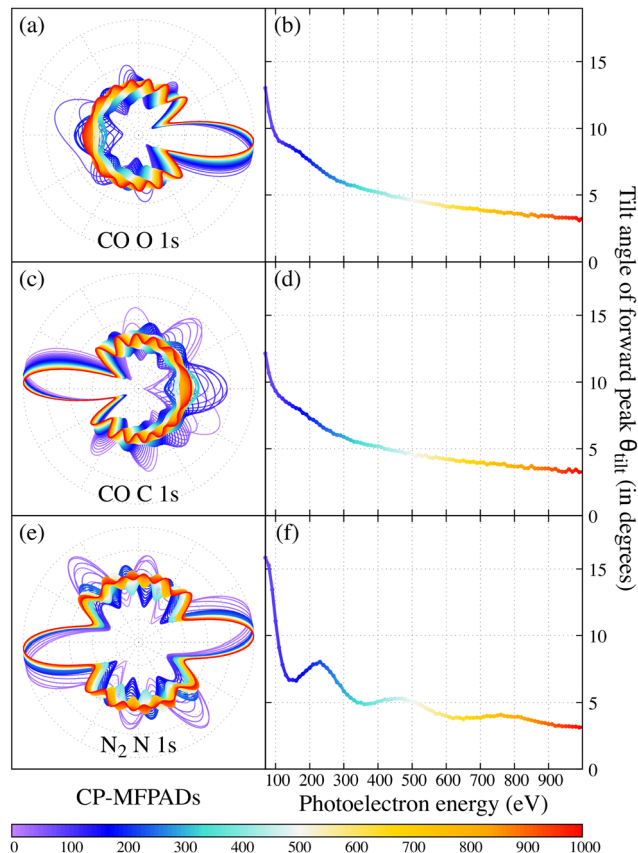 (a)
(b)
15
10
5
0
CO O 1s
(c)
(d)
15
10
5
0
CO C 1s
(e)
(f)
15
10
5
0
N₂ N 1s
Tilt angle of forward peak θtilt (in degrees)
100 200 300 400 500 600 700 800 900
CP-MFPADs
Photoelectron energy (eV)
0 100 200 300 400 500 600 700 800 900 1000